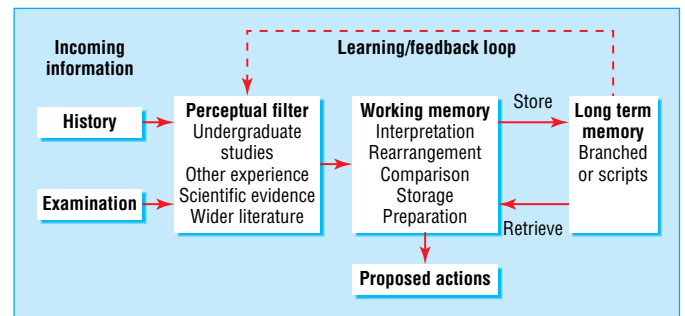 Incoming
information
Learning/feedback loop
History
Examination
Perceptual filter
Undergraduate
studies
Other experience
Scientific evidence
Wider literature
Working memory
Interpretation
Rearrangement
Comparison
Storage
Preparation
Store
Retrieve
Long term
memory
Branched
or scripts
Proposed actions